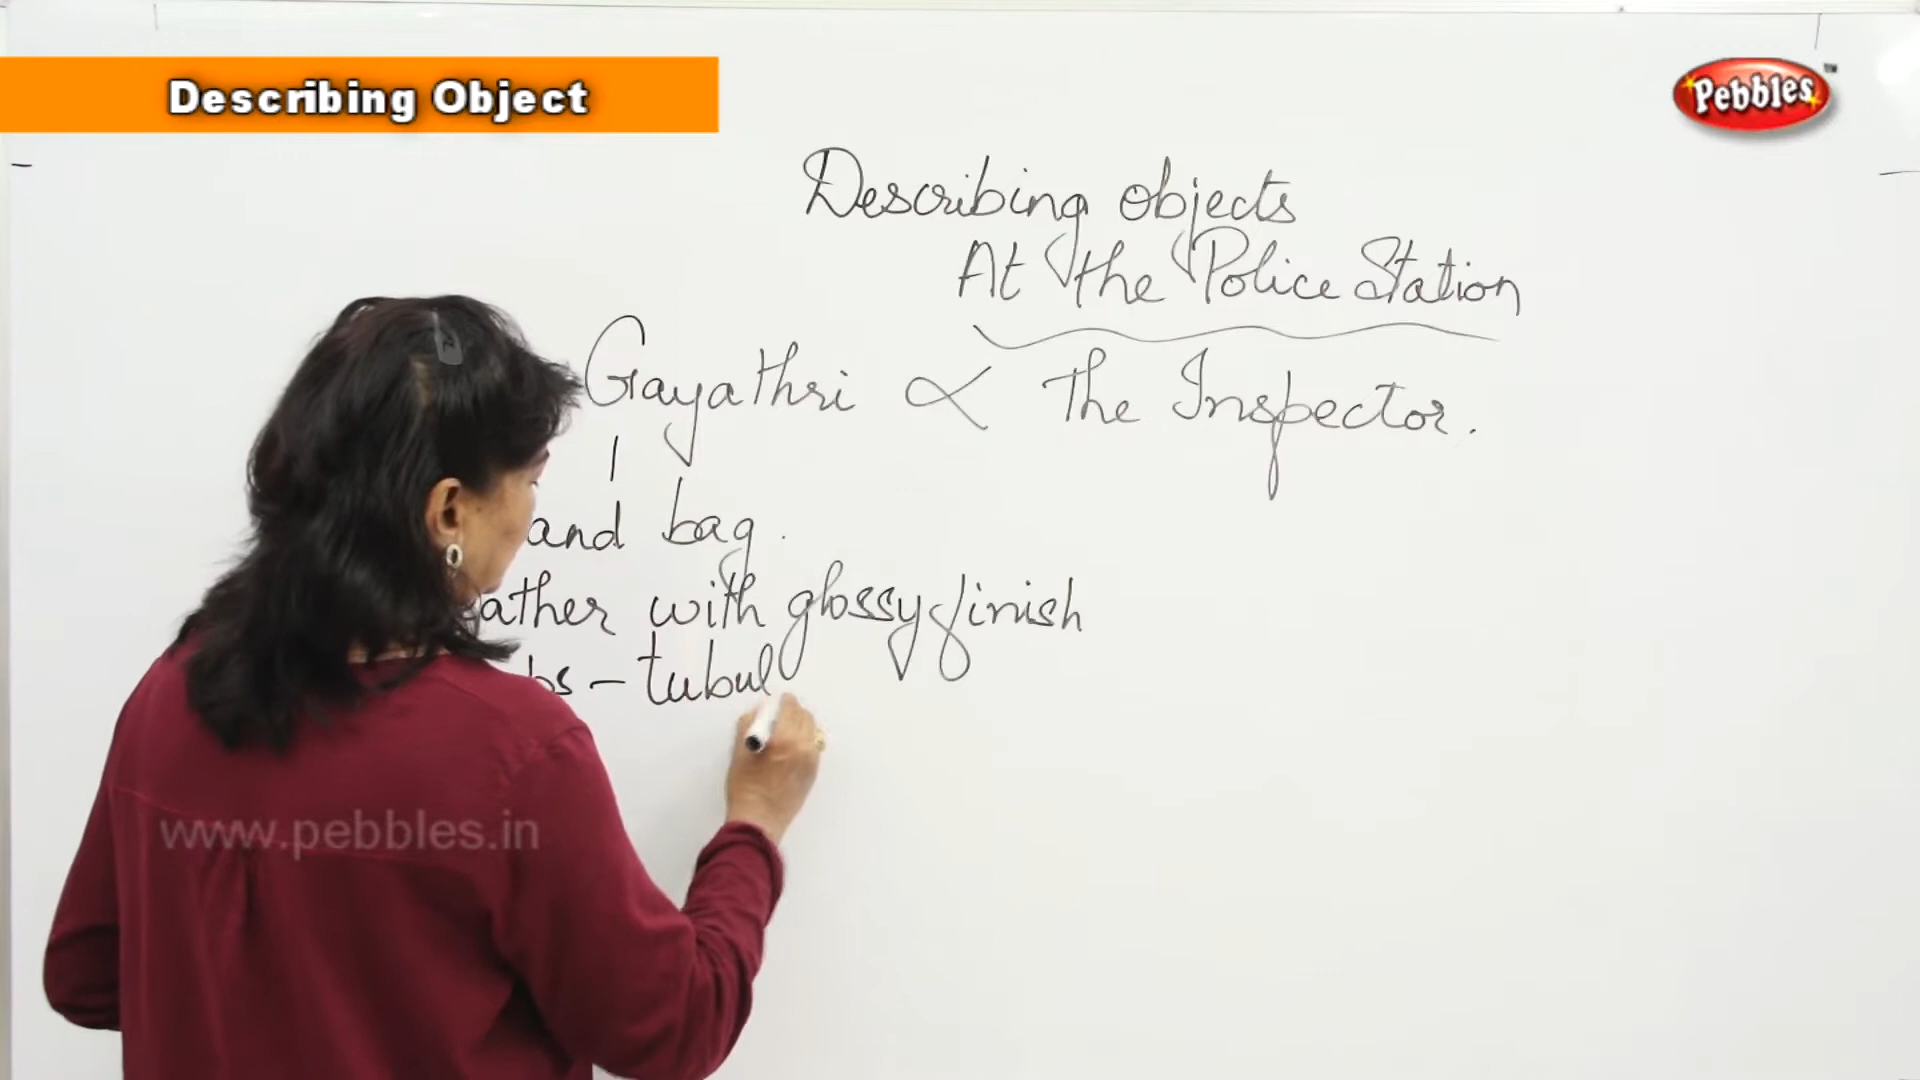 Describing Object
Pebbles™
Describing objects
At the Police Station
Gayathri & The Inspector.
and bag.
ather with glossy finish
bs – tubul
www.pebbles.in